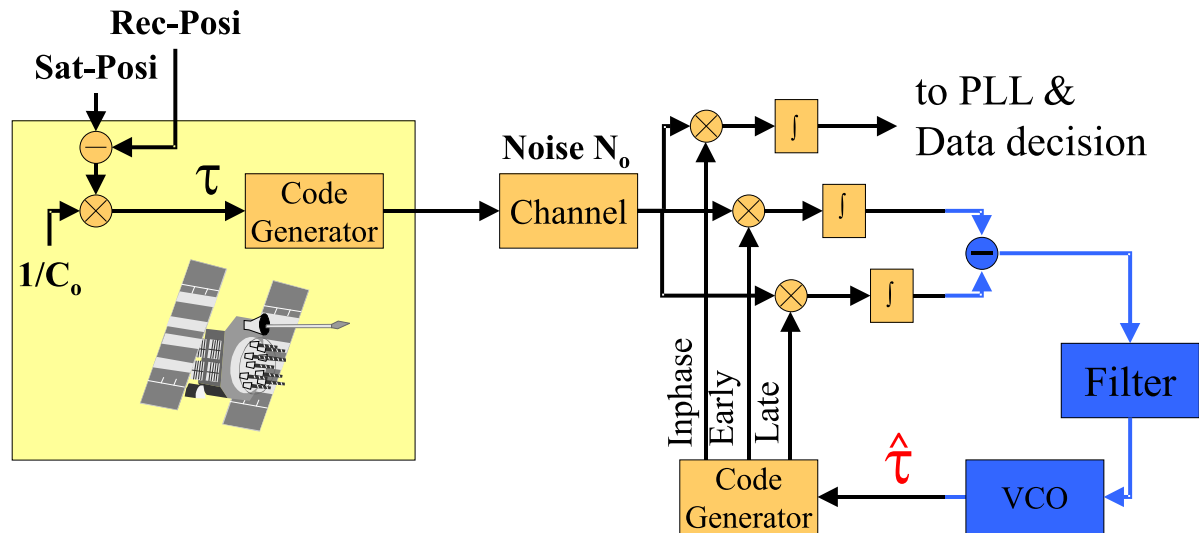 Rec-Posi
Sat-Posi
to PLL &
Data decision
Noise Nₒ
−
∫
τ
Code
Generator
Channel
×
1/Cₒ
∫
−
∫
Inphase
Early
Late
Filter
τ̂
Code
Generator
VCO